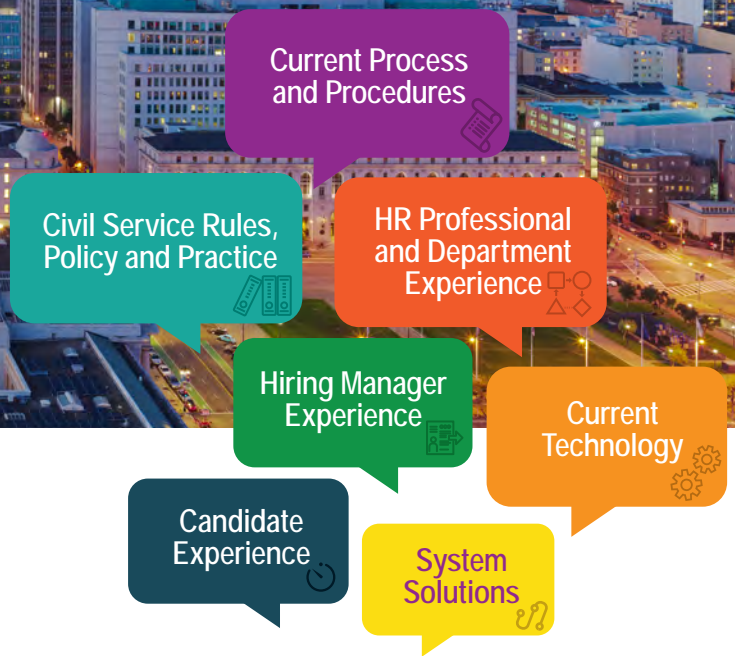 Current Process
and Procedures
Civil Service Rules,
Policy and Practice
HR Professional
and Department
Experience
Hiring Manager
Experience
Current
Technology
Candidate
Experience
System
Solutions